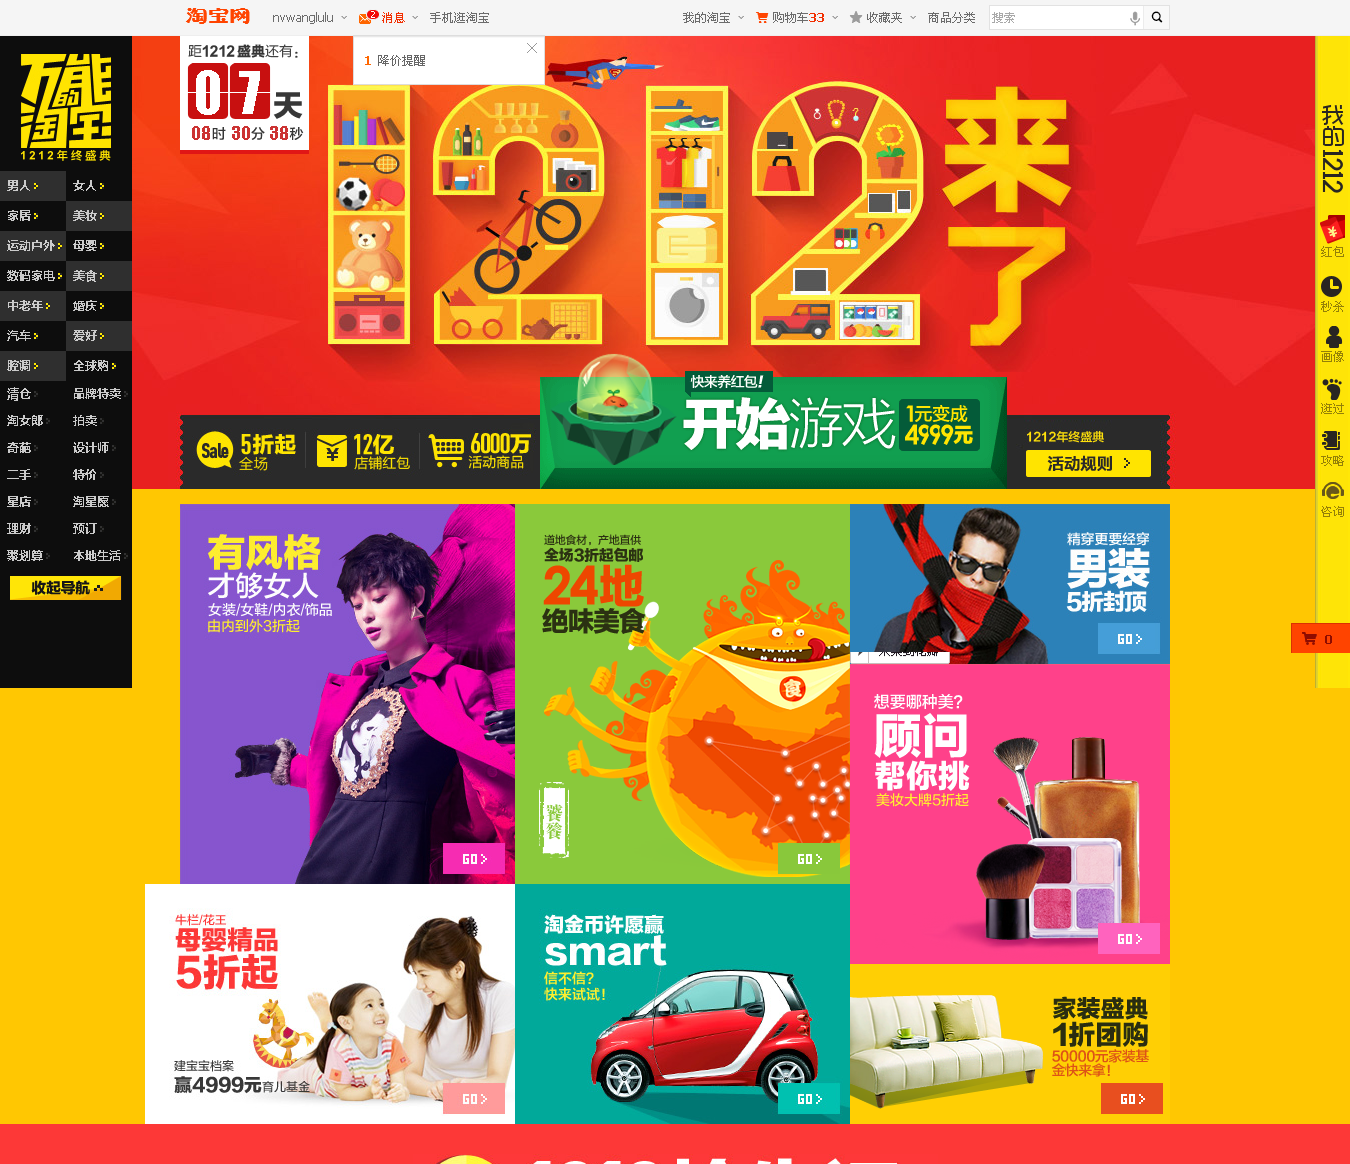 淘宝网
nvwanglulu
2
消息
手机逛淘宝
我的淘宝
购物车33
收藏夹
商品分类
搜索
万能
的
淘宝
1212年终盛典
男人
女人
家居
美妆
运动户外
母婴
数码家电
美食
中老年
婚庆
汽车
爱好
腔调
全球购
清仓
品牌特卖
淘女郎
拍卖
奇葩
设计师
二手
特价
星店
淘星愿
理财
预订
聚划算
本地生活
收起导航
距1212盛典还有:
07天
08时30分38秒
1 降价提醒
1212
来了
快来养红包!
开始游戏
1元变成
4999元
Sale
5折起
全场
12亿
店铺红包
6000万
活动商品
1212年终盛典
活动规则
我的1212
红包
秒杀
画像
逛过
攻略
咨询
0
有风格
才够女人
女装/女鞋/内衣/饰品
由内到外3折起
GO
道地食材，产地直供
全场3折起包邮
24地
绝味美食
食
饕餮
GO
精穿更要经穿
男装
5折封顶
GO
想要哪种美?
顾问
帮你挑
美妆大牌5折起
GO
牛栏/花王
母婴精品
5折起
建宝宝档案
赢4999元育儿基金
GO
淘金币许愿赢
smart
信不信?
快来试试!
GO
家装盛典
1折团购
50000元家装基
金快来拿!
GO